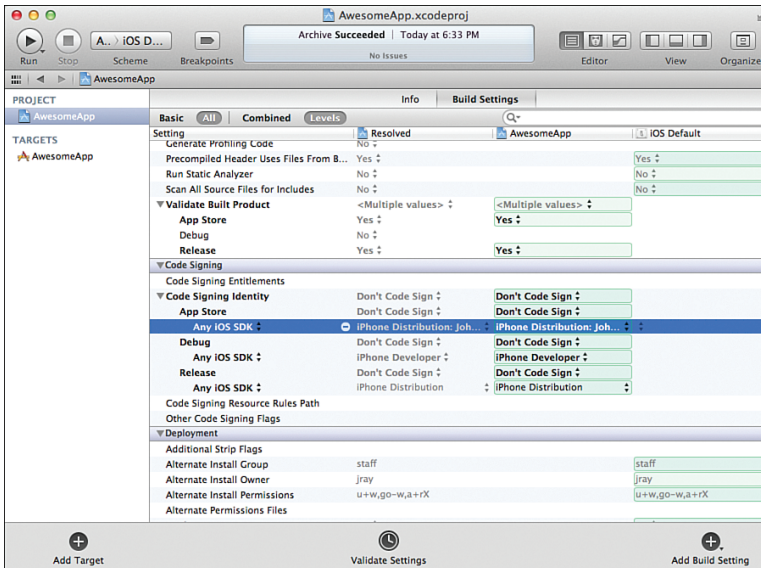 AwesomeApp.xcodeproj
A... iOS D...
Archive Succeeded | Today at 6:33 PM
No Issues
Run Stop Scheme Breakpoints Editor View Organize
AwesomeApp
PROJECT
AwesomeApp
TARGETS
AwesomeApp
Info Build Settings
Basic All Combined Levels
Setting Resolved AwesomeApp iOS Default
Generate Profiling Code No
Precompiled Header Uses Files From B... Yes Yes
Run Static Analyzer No No
Scan All Source Files for Includes No No
Validate Built Product <Multiple values> <Multiple values>
App Store Yes Yes
Debug No
Release Yes Yes
Code Signing
Code Signing Entitlements
Code Signing Identity Don't Code Sign Don't Code Sign
App Store Don't Code Sign Don't Code Sign
Any iOS SDK iPhone Distribution: Joh... iPhone Distribution: Joh...
Debug Don't Code Sign Don't Code Sign
Any iOS SDK iPhone Developer iPhone Developer
Release Don't Code Sign Don't Code Sign
Any iOS SDK iPhone Distribution iPhone Distribution
Code Signing Resource Rules Path
Other Code Signing Flags
Deployment
Additional Strip Flags
Alternate Install Group staff staff
Alternate Install Owner jray jray
Alternate Install Permissions u+w,go-w,a+rX u+w,go-w,a+rX
Alternate Permissions Files
Add Target Validate Settings Add Build Setting